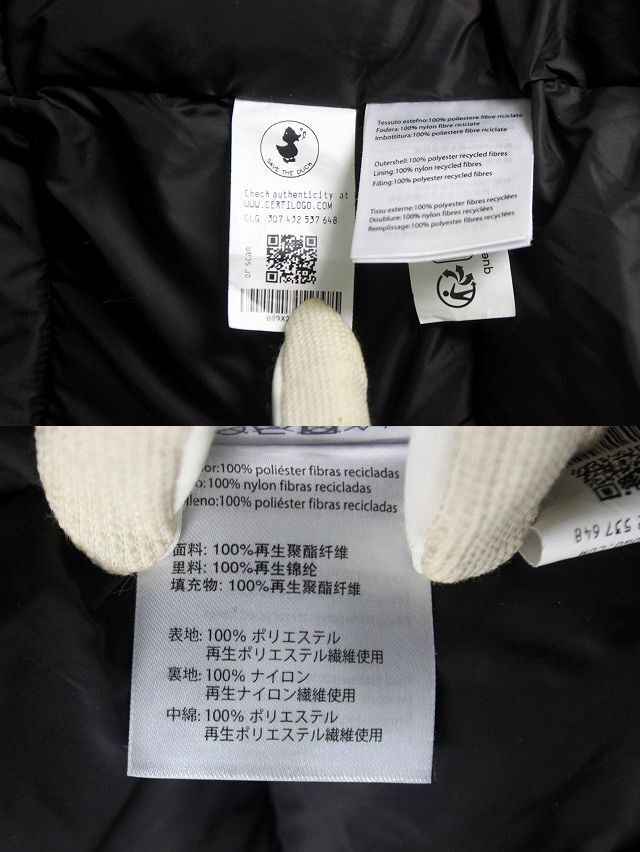 SAVE THE DUCK
Check authenticity at
WWW.CERTILOGO.COM
CLG 307 432 537 648
or scan
Tessuto estefno:100% poliestere fibre riciclate
Fodera:100% nylon fibre riciclate
Imbottitura:100% poliestere fibre riciclate
Outershell:100% polyester recycled fibres
Lining:100% nylon recycled fibres
Filling:100% polyester recycled fibres
Tissu externe:100% polyester fibres recyclées
Doublure:100% nylon fibres recyclées
Remplissage:100% polyester fibres recyclées
:100% poliéster fibras recicladas
:100% nylon fibras recicladas
:100% poliéster fibras recicladas
面料: 100%再生聚酯纤维
里料: 100%再生锦纶
填充物: 100%再生聚酯纤维
表地: 100% ポリエステル
再生ポリエステル繊維使用
裏地: 100% ナイロン
再生ナイロン繊維使用
中綿: 100% ポリエステル
再生ポリエステル繊維使用
537 648